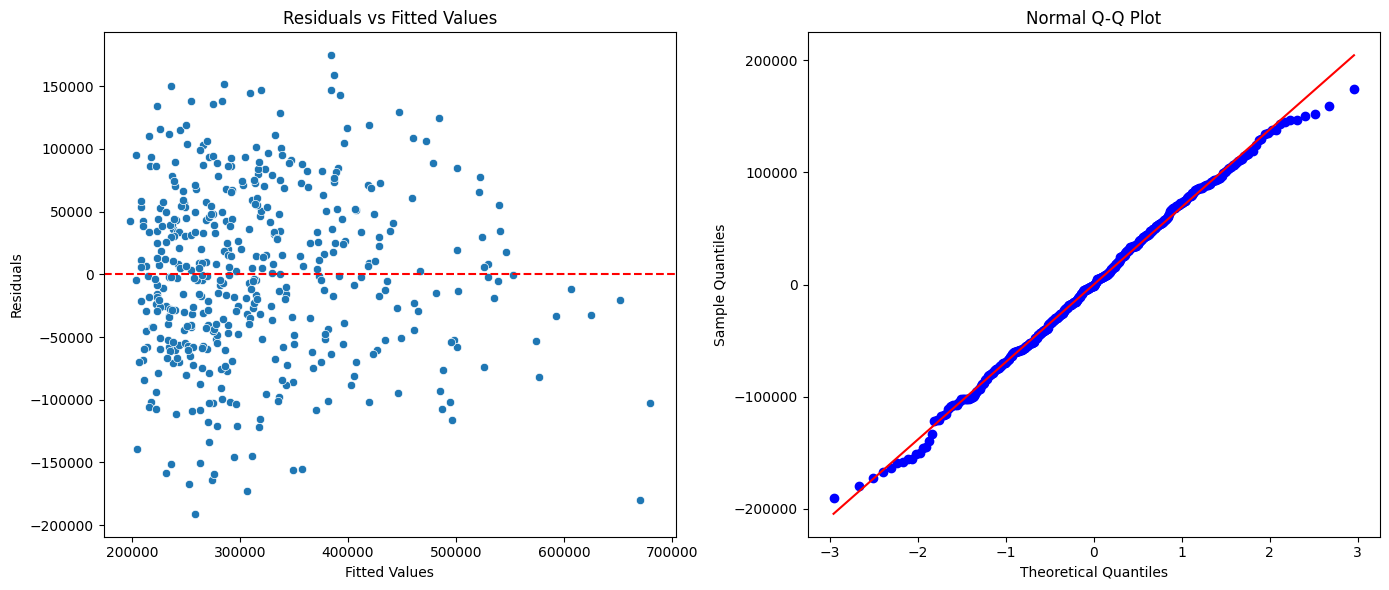 Residuals vs Fitted Values
150000
100000
50000
0
−50000
−100000
−150000
−200000
Residuals
200000 300000 400000 500000 600000 700000
Fitted Values
Normal Q-Q Plot
200000
100000
0
−100000
−200000
Sample Quantiles
−3 −2 −1 0 1 2 3
Theoretical Quantiles